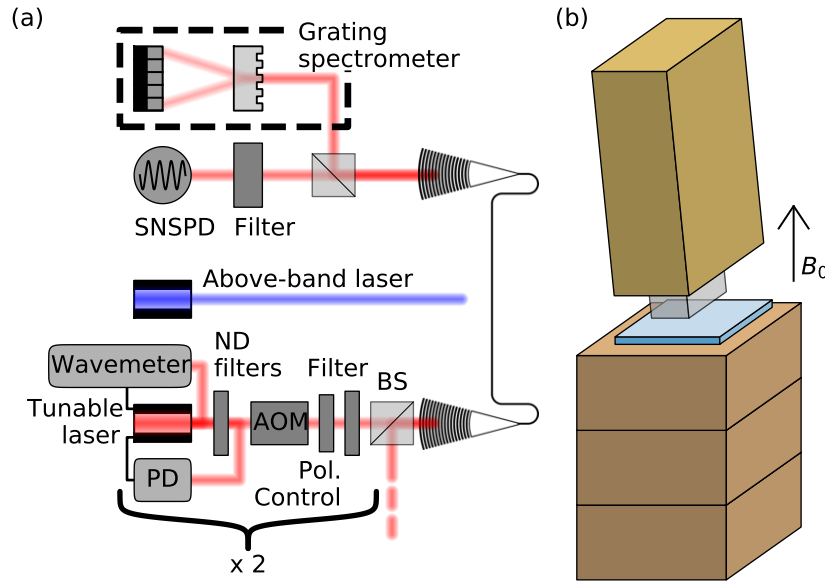 (a)
Grating
spectrometer
SNSPD
Filter
Above-band laser
Wavemeter
ND
filters
Filter
BS
Tunable
laser
AOM
PD
Pol.
Control
x 2
(b)
B₀